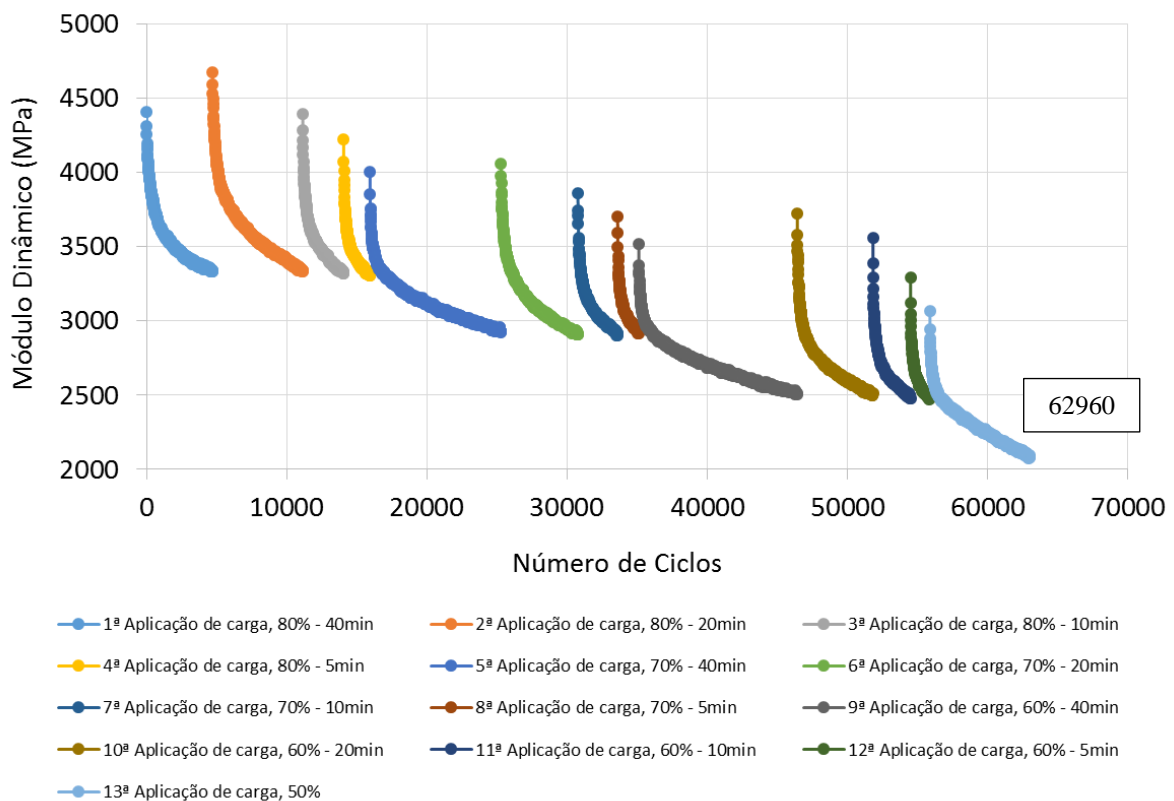 5000
4500
4000
3500
3000
2500
2000
Módulo Dinâmico (MPa)
62960
0 10000 20000 30000 40000 50000 60000 70000
Número de Ciclos
1ª Aplicação de carga, 80% - 40min 2ª Aplicação de carga, 80% - 20min 3ª Aplicação de carga, 80% - 10min
4ª Aplicação de carga, 80% - 5min 5ª Aplicação de carga, 70% - 40min 6ª Aplicação de carga, 70% - 20min
7ª Aplicação de carga, 70% - 10min 8ª Aplicação de carga, 70% - 5min 9ª Aplicação de carga, 60% - 40min
10ª Aplicação de carga, 60% - 20min 11ª Aplicação de carga, 60% - 10min 12ª Aplicação de carga, 60% - 5min
13ª Aplicação de carga, 50%